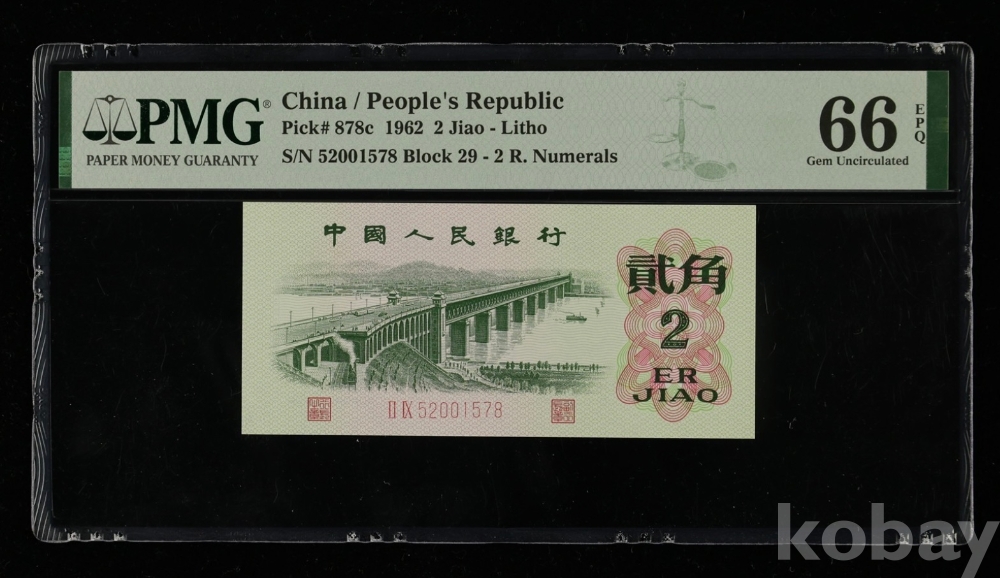 PMG®
PAPER MONEY GUARANTY
China / People's Republic
Pick# 878c 1962 2 Jiao - Litho
S/N 52001578 Block 29 - 2 R. Numerals
66 EPQ
Gem Uncirculated
中國人民銀行
貳角
2
ER
JIAO
II IX 52001578
kobay